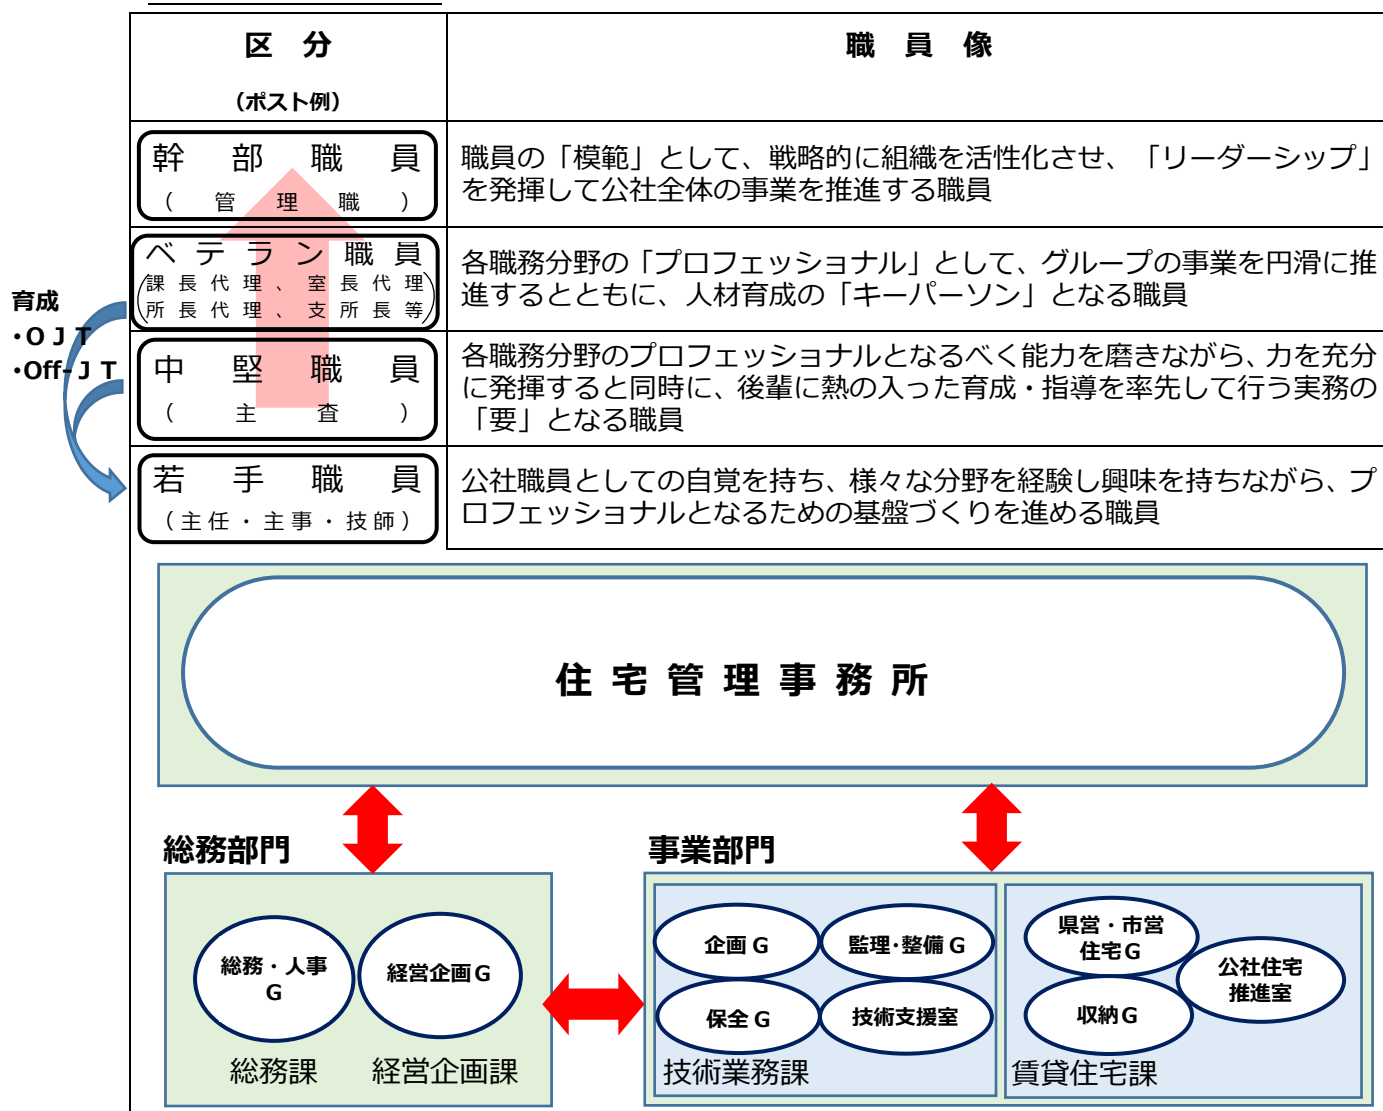 区 分
（ポスト例）
職 員 像
幹部職員
（管理職）
職員の「模範」として、戦略的に組織を活性化させ、「リーダーシップ」
を発揮して公社全体の事業を推進する職員
ベテラン職員
(課長代理、室長代理
所長代理、支所長等)
各職務分野の「プロフェッショナル」として、グループの事業を円滑に推
進するとともに、人材育成の「キーパーソン」となる職員
育成
・ＯＪＴ
・Off-ＪＴ
中堅職員
（主査）
各職務分野のプロフェッショナルとなるべく能力を磨きながら、力を充分
に発揮すると同時に、後輩に熱の入った育成・指導を率先して行う実務の
「要」となる職員
若手職員
（主任・主事・技師）
公社職員としての自覚を持ち、様々な分野を経験し興味を持ちながら、プ
ロフェッショナルとなるための基盤づくりを進める職員
住宅管理事務所
総務部門
事業部門
総務・人事
G
経営企画G
総務課
経営企画課
企画G
監理・整備G
保全G
技術支援室
技術業務課
県営・市営
住宅G
公社住宅
推進室
収納G
賃貸住宅課